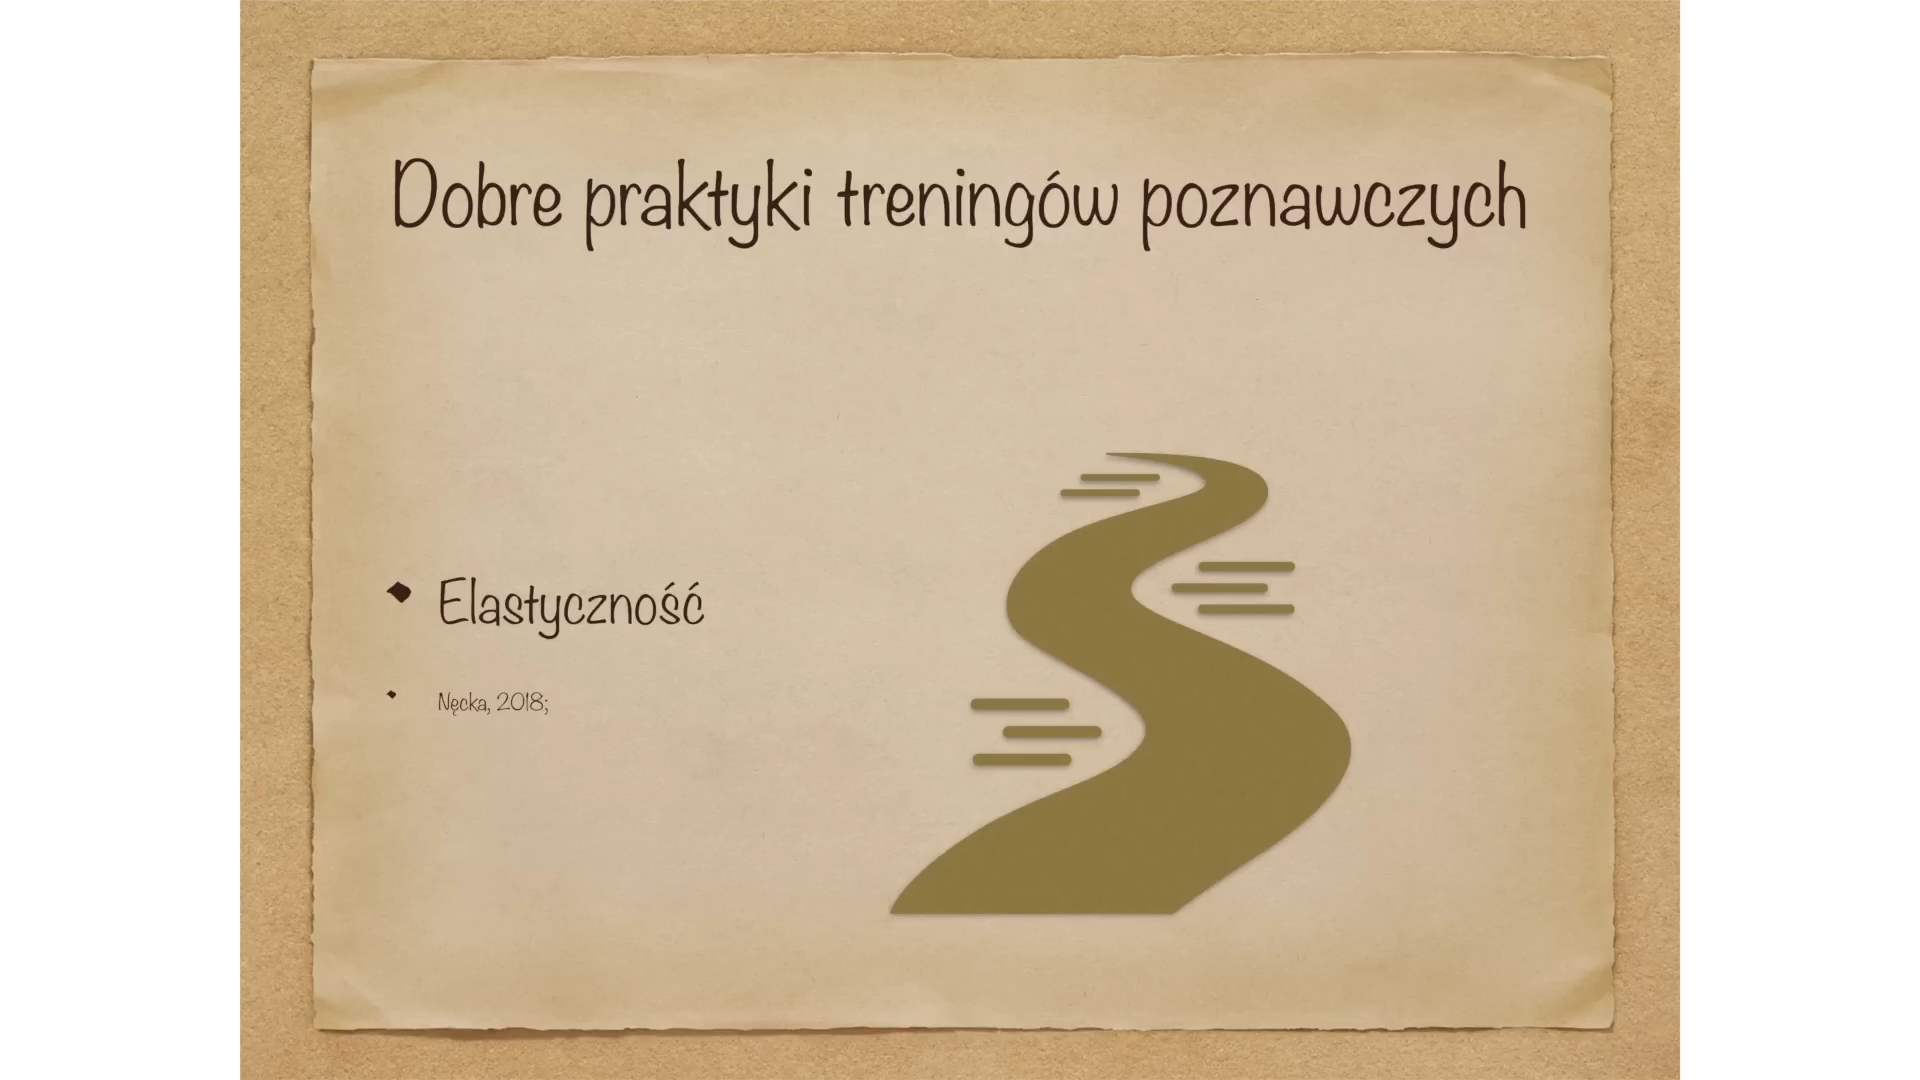 Dobre praktyki treningów poznawczych
Elastyczność
Nęcka, 2018;